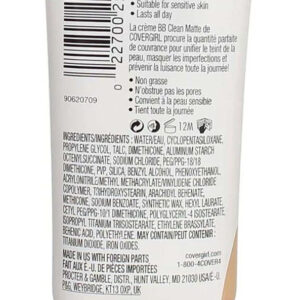 • Suitable for sensitive skin
• Lasts all day
La crème BB Clean Matte de
COVERGIRL procure la quantité parfaite
de couvrance pour unifier le teint de la
peau, masquer les imperfections et
prévenir la luisance toute la journée!
• Non grasse
• N'obstrue pas les pores
• Convient à la peau sensible
• Tient toute la journée
0 22700
90620709
12M
INGREDIENTS/INGRÉDIENTS: WATER/EAU, CYCLOPENTASILOXANE,
PROPYLENE GLYCOL, TALC, DIMETHICONE, ALUMINUM STARCH
OCTENYLSUCCINATE, SODIUM CHLORIDE, PEG/PPG-18/18
DIMETHICONE, PVP, SILICA, BENZYL ALCOHOL, PHENOXYETHANOL,
ACRYLONITRILE/METHYL METHACRYLATE/VINYLIDENE CHLORIDE
COPOLYMER, TRIHYDROXYSTEARIN, ARACHIDYL BEHENATE,
METHICONE, SODIUM BENZOATE, SYNTHETIC WAX, HEXYL LAURATE,
CETYL PEG/PPG-10/1 DIMETHICONE, POLYGLYCERYL-4 ISOSTEARATE,
ISOPROPYL TITANIUM TRIISOSTEARATE, ETHYLENE BRASSYLATE,
BEHENIC ACID, POLYETHYLENE. MAY CONTAIN/PEUT CONTENIR:
TITANIUM DIOXIDE, IRON OXIDES.
covergirl.com
1-800-4COVER4
MADE IN U.S. WITH FOREIGN PARTS
FAIT AUX É.-U. DE PIÈCES IMPORTÉES
PROCTER & GAMBLE, DISTR., HUNT VALLEY, MD 21030 USA/É.-U.
P&G, WEYBRIDGE, KT13 0XP, UK